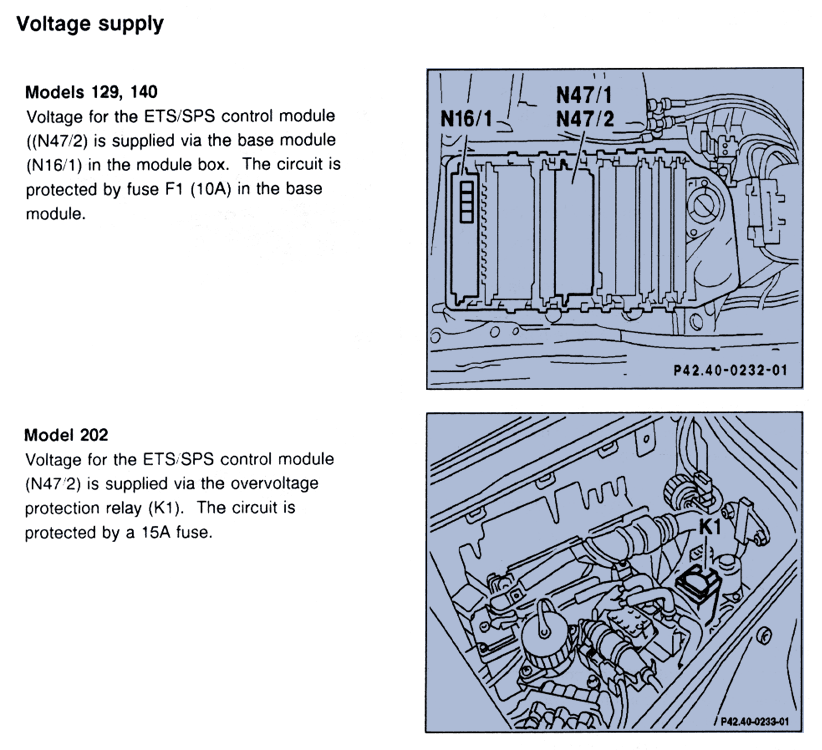 Voltage supply
Models 129, 140
Voltage for the ETS/SPS control module
((N47/2) is supplied via the base module
(N16/1) in the module box. The circuit is
protected by fuse F1 (10A) in the base
module.
N16/1
N47/1
N47/2
P42.40-0232-01
Model 202
Voltage for the ETS/SPS control module
(N47/2) is supplied via the overvoltage
protection relay (K1). The circuit is
protected by a 15A fuse.
K1
P42.40-0233-01